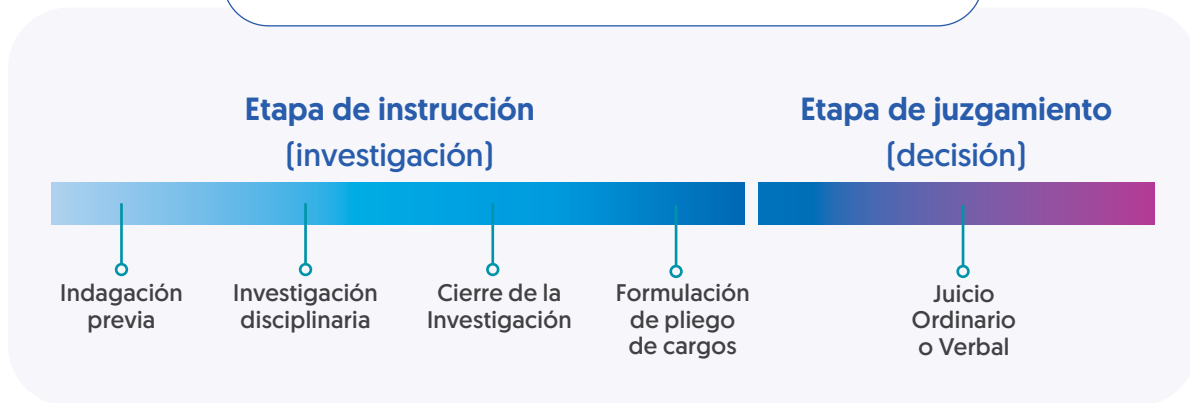 Etapa de instrucción
(investigación)
Etapa de juzgamiento
(decisión)
Indagación
previa
Investigación
disciplinaria
Cierre de la
Investigación
Formulación
de pliego
de cargos
Juicio
Ordinario
o Verbal